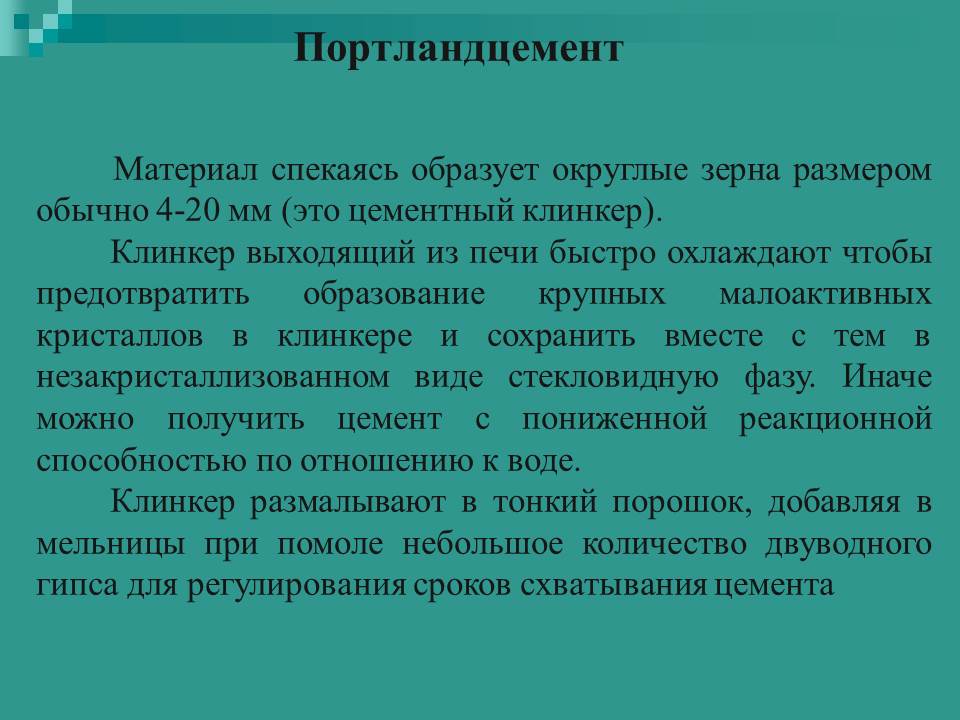 Портландцемент
Материал спекаясь образует округлые зерна размером
обычно 4-20 мм (это цементный клинкер).
Клинкер выходящий из печи быстро охлаждают чтобы
предотвратить образование крупных малоактивных
кристаллов в клинкере и сохранить вместе с тем в
незакристаллизованном виде стекловидную фазу. Иначе
можно получить цемент с пониженной реакционной
способностью по отношению к воде.
Клинкер размалывают в тонкий порошок, добавляя в
мельницы при помоле небольшое количество двуводного
гипса для регулирования сроков схватывания цемента